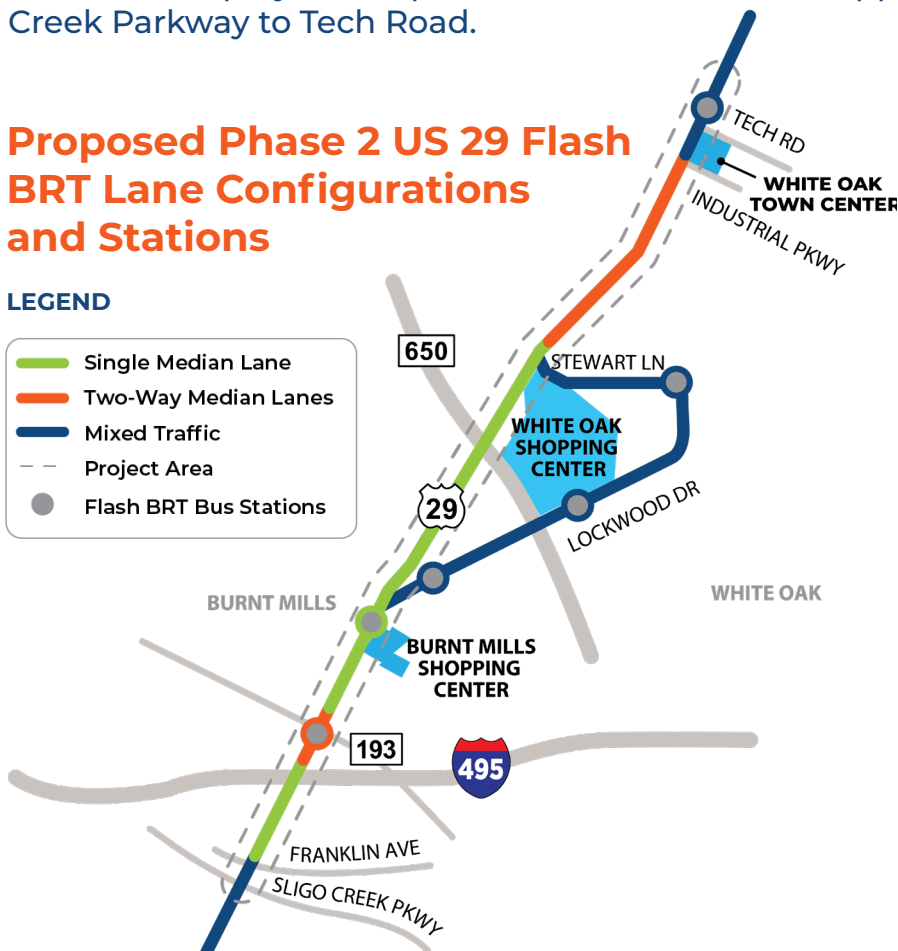 Creek Parkway to Tech Road.
Proposed Phase 2 US 29 Flash
BRT Lane Configurations
and Stations
LEGEND
Single Median Lane
Two-Way Median Lanes
Mixed Traffic
Project Area
Flash BRT Bus Stations
TECH RD
WHITE OAK
TOWN CENTER
INDUSTRIAL PKWY
650
STEWART LN
WHITE OAK
SHOPPING
CENTER
29
LOCKWOOD DR
WHITE OAK
BURNT MILLS
BURNT MILLS
SHOPPING
CENTER
193
495
FRANKLIN AVE
SLIGO CREEK PKWY